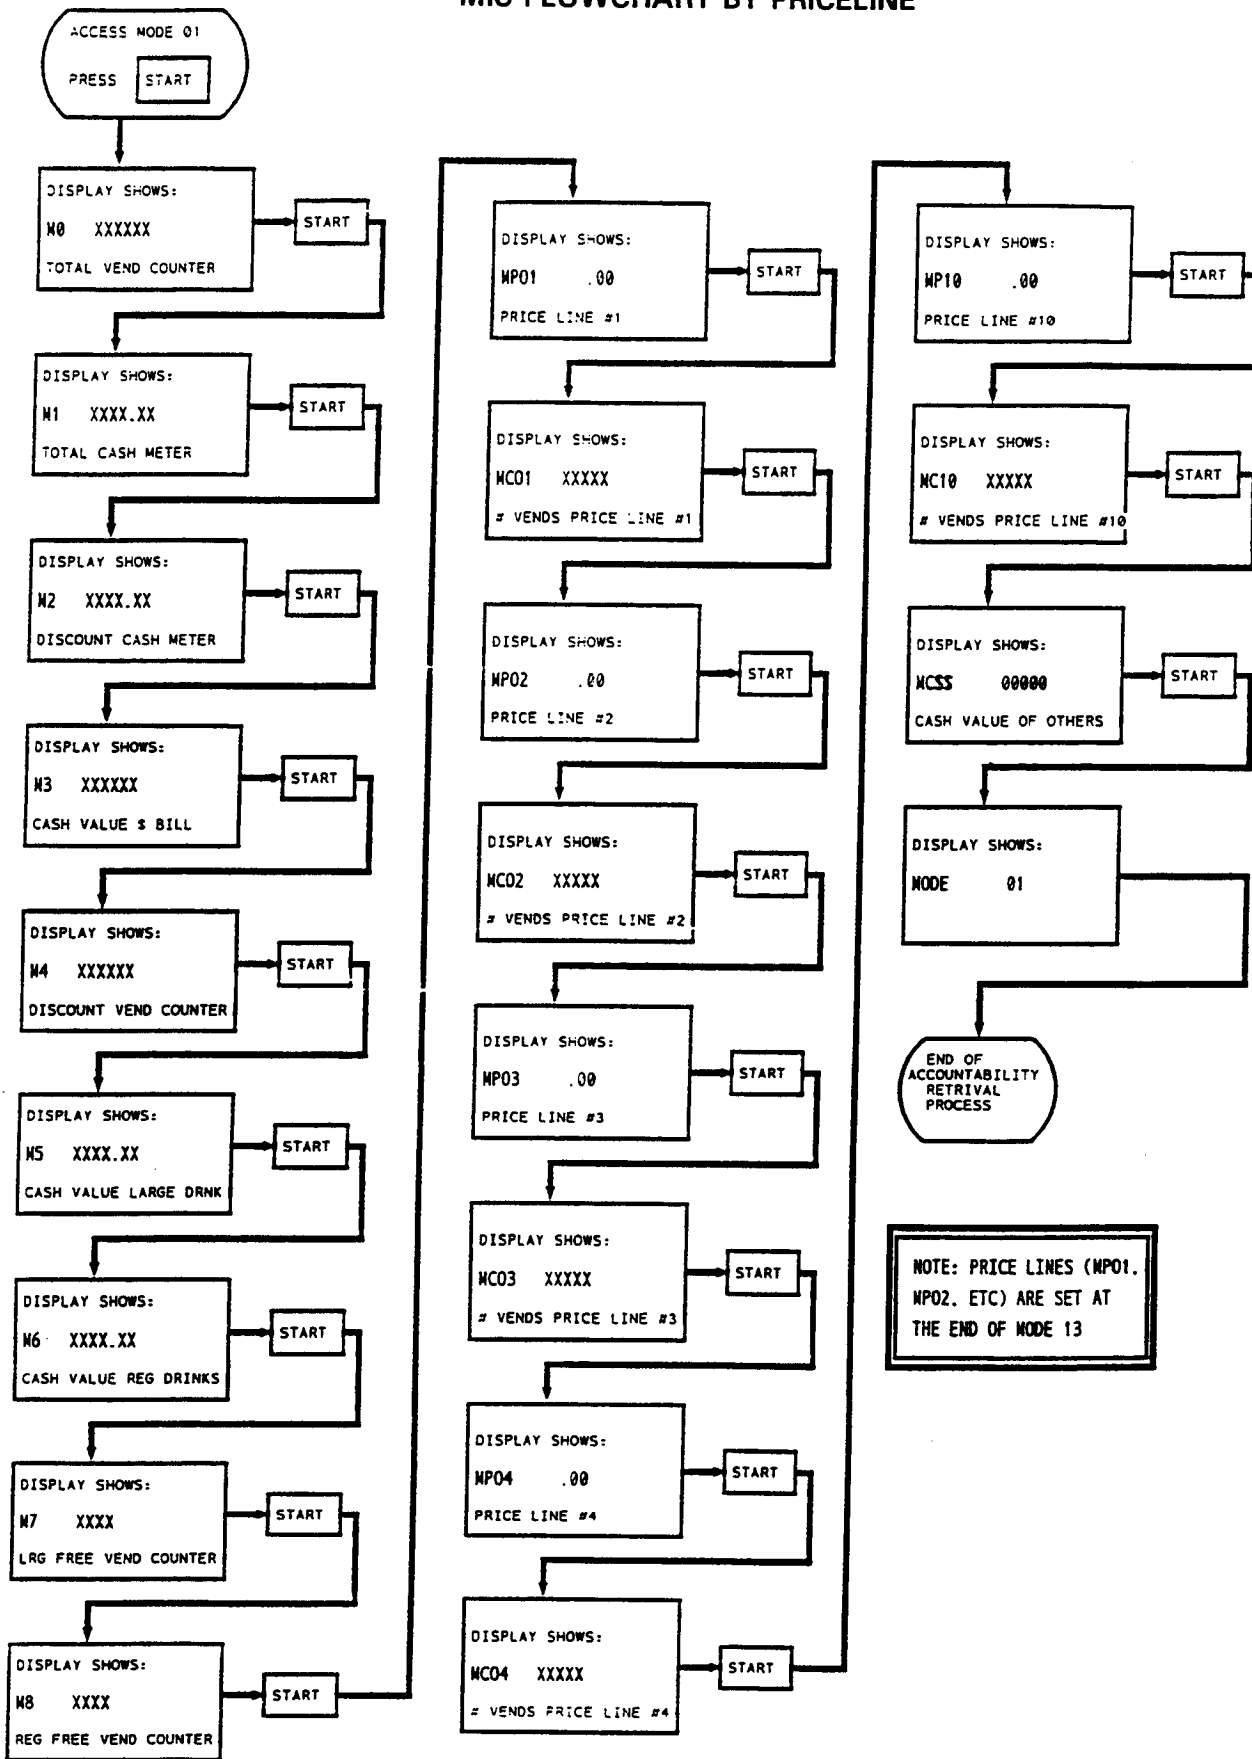 MIS FLOWCHART BY PRICELINE
ACCESS MODE 01
PRESS START
DISPLAY SHOWS:
M0 XXXXXX
TOTAL VEND COUNTER
START
DISPLAY SHOWS:
M1 XXXX.XX
TOTAL CASH METER
START
DISPLAY SHOWS:
M2 XXXX.XX
DISCOUNT CASH METER
START
DISPLAY SHOWS:
M3 XXXXXX
CASH VALUE $ BILL
START
DISPLAY SHOWS:
M4 XXXXXX
DISCOUNT VEND COUNTER
START
DISPLAY SHOWS:
M5 XXXX.XX
CASH VALUE LARGE DRNK
START
DISPLAY SHOWS:
M6 XXXX.XX
CASH VALUE REG DRINKS
START
DISPLAY SHOWS:
M7 XXXX
LRG FREE VEND COUNTER
START
DISPLAY SHOWS:
M8 XXXX
REG FREE VEND COUNTER
START
DISPLAY SHOWS:
MP01 .00
PRICE LINE #1
START
DISPLAY SHOWS:
MC01 XXXXX
# VENDS PRICE LINE #1
START
DISPLAY SHOWS:
MP02 .00
PRICE LINE #2
START
DISPLAY SHOWS:
MC02 XXXXX
# VENDS PRICE LINE #2
START
DISPLAY SHOWS:
MP03 .00
PRICE LINE #3
START
DISPLAY SHOWS:
MC03 XXXXX
# VENDS PRICE LINE #3
START
DISPLAY SHOWS:
MP04 .00
PRICE LINE #4
START
DISPLAY SHOWS:
MC04 XXXXX
# VENDS PRICE LINE #4
START
DISPLAY SHOWS:
MP10 .00
PRICE LINE #10
START
DISPLAY SHOWS:
MC10 XXXXX
# VENDS PRICE LINE #10
START
DISPLAY SHOWS:
MCSS 00000
CASH VALUE OF OTHERS
START
DISPLAY SHOWS:
MODE 01
END OF
ACCOUNTABILITY
RETRIVAL
PROCESS
NOTE: PRICE LINES (MP01.
MP02. ETC) ARE SET AT
THE END OF MODE 13